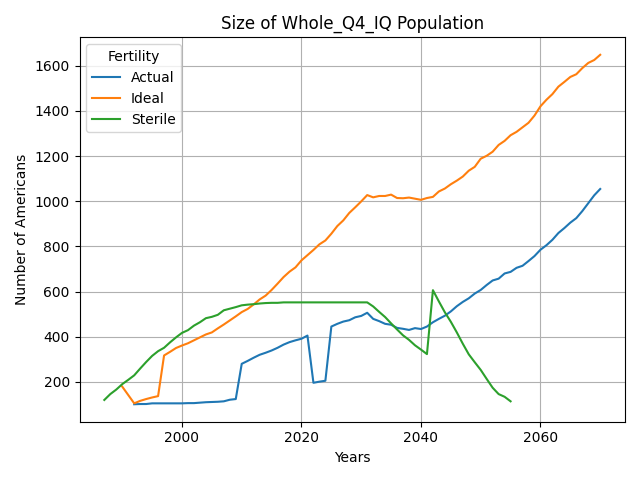 Size of Whole_Q4_IQ Population
Fertility
Actual
Ideal
Sterile
Number of Americans
1600
1400
1200
1000
800
600
400
200
2000
2020
2040
2060
Years